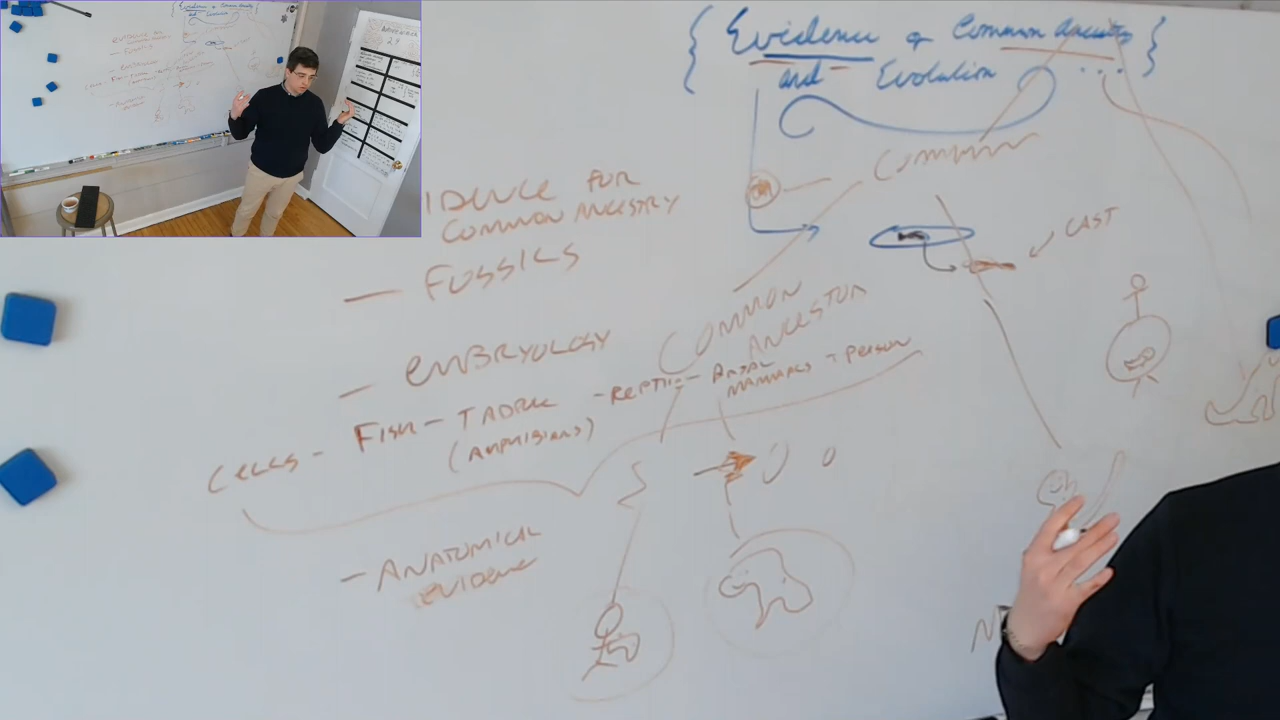 { Evidence of Common Ancestry }
and Evolution ...
IDENCE FOR
COMMON ANCESTRY
— FOSSILS
COMMON
CAST
COMMON
ANCESTOR
— EMBRYOLOGY
CELLS - FISH - TADPOLE - REPTILE - ANIMAL - PERSON
(AMPHIBIANS)
MAMMALS
— ANATOMICAL
EVIDENCE